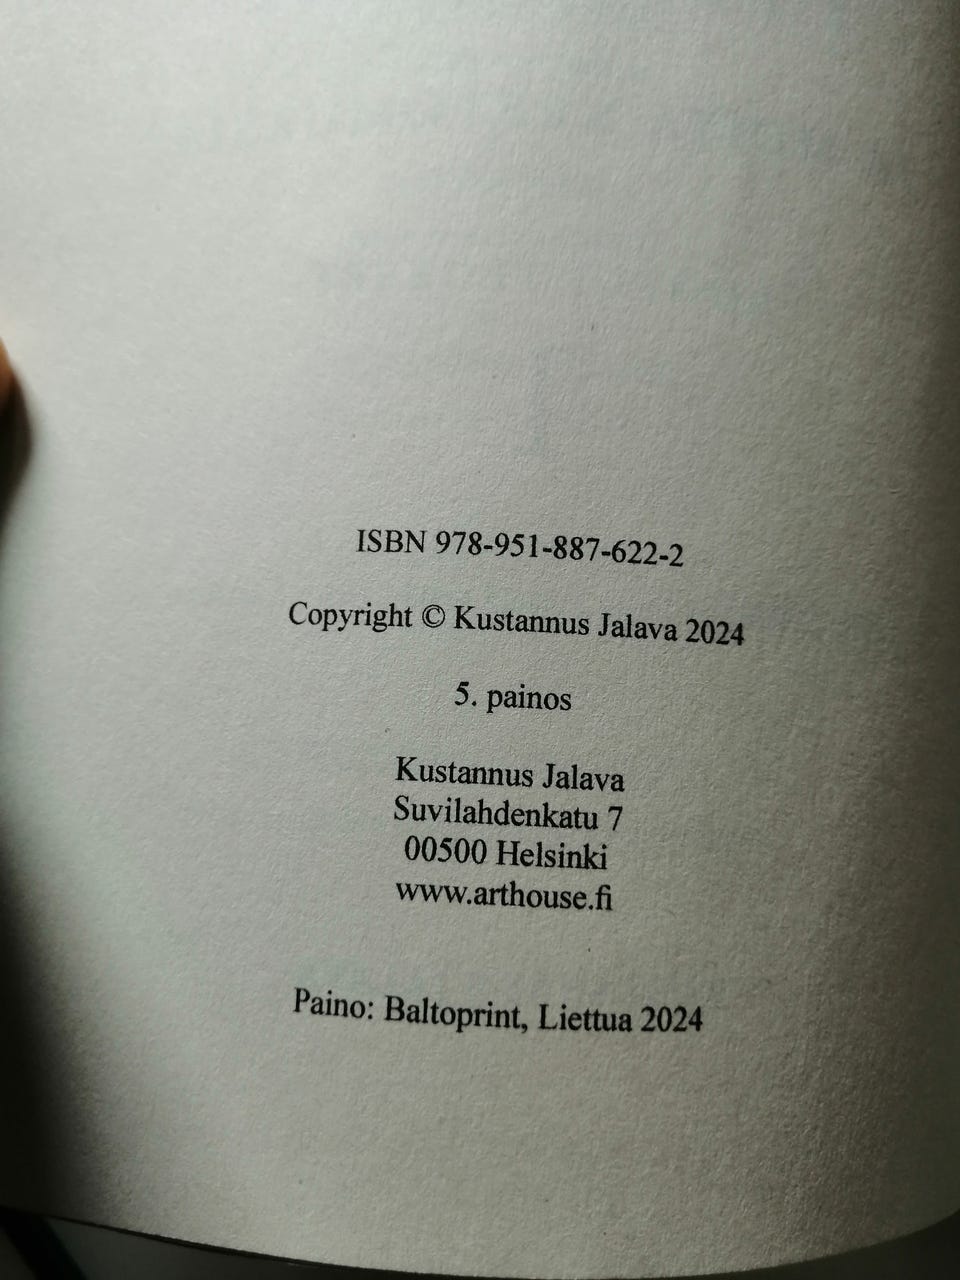 ISBN 978-951-887-622-2
Copyright © Kustannus Jalava 2024
5. painos
Kustannus Jalava
Suvilahdenkatu 7
00500 Helsinki
www.arthouse.fi
Paino: Baltoprint, Liettua 2024